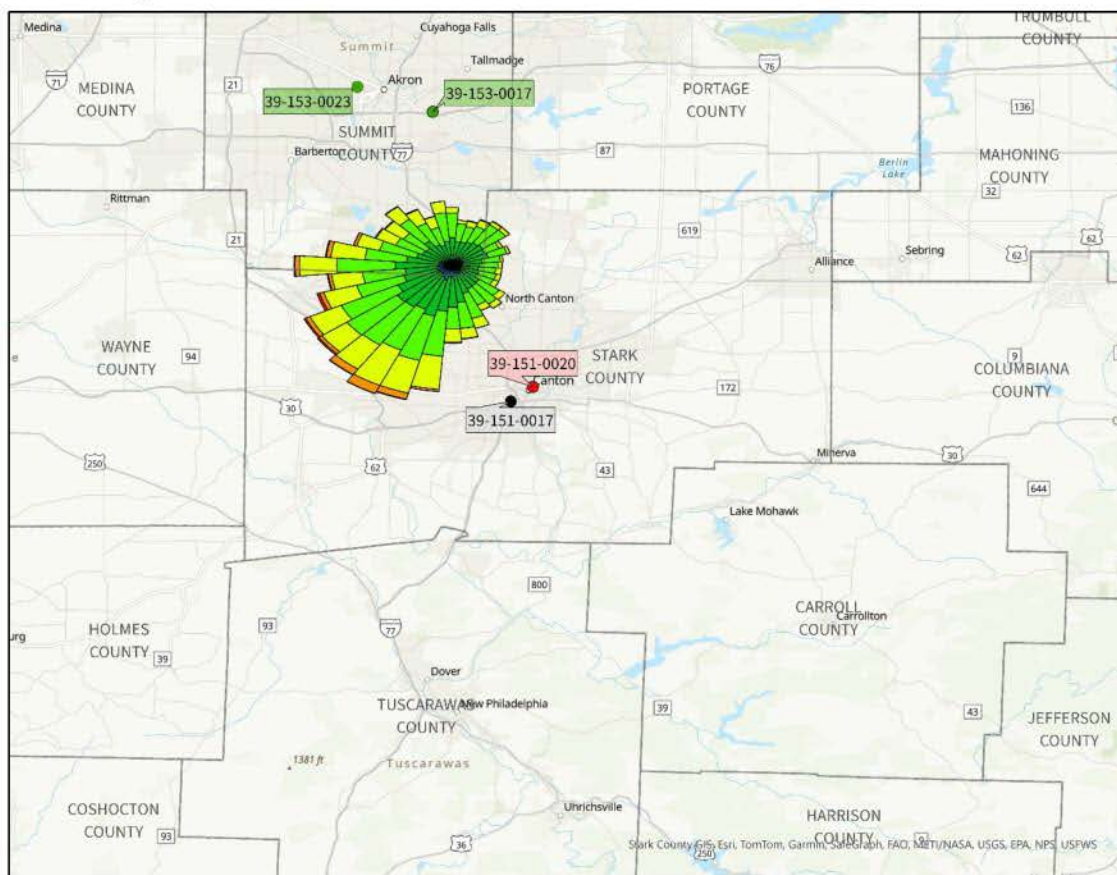 Medina
Cuyahoga Falls
TRUMBULL
COUNTY
Summit
Tallmadge
71
76
MEDINA
COUNTY
21
Akron
39-153-0023
39-153-0017
PORTAGE
COUNTY
136
SUMMIT
COUNTY
77
Barberton
87
MAHONING
COUNTY
Berlin
Lake
32
Rittman
21
619
62
Sebring
62
Alliance
62
North Canton
WAYNE
COUNTY
94
STARK
COUNTY
39-151-0020
Canton
9
COLUMBIANA
COUNTY
172
30
39-151-0017
250
62
43
Minerva
30
644
Lake Mohawk
800
93
77
CARROLL
COUNTY
Carrollton
HOLMES
COUNTY
39
Dover
TUSCARAWAS
COUNTY
New Philadelphia
39
43
JEFFERSON
COUNTY
1381 ft
Tuscarawas
COSHOCTON
COUNTY
93
Uhrichsville
HARRISON
COUNTY
9
36
250
Stark County GIS, Esri, TomTom, Garmin, SafeGraph, FAO, METI/NASA, USGS, EPA, NPS, USFWS